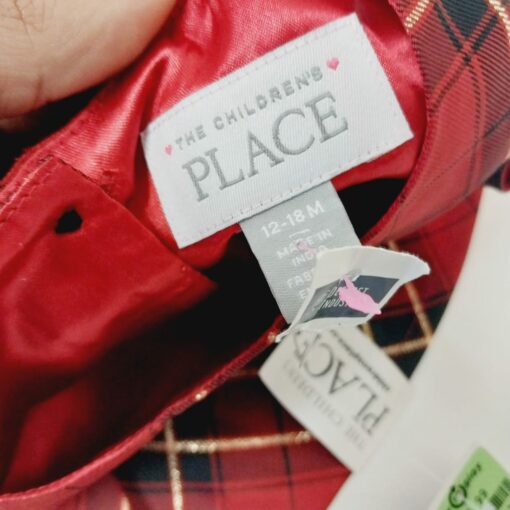 THE CHILDREN'S
PLACE
12-18 M
MADE IN
INDIA
THE CHILDREN'S
PLACE